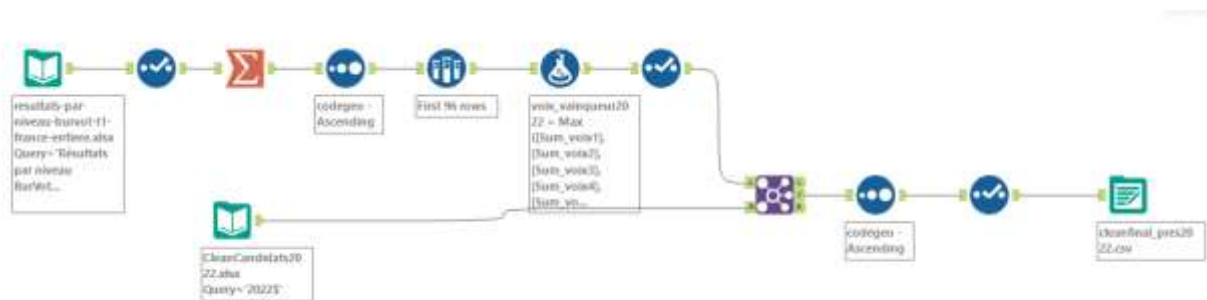 resultats-par-
niveau-burvot-t1-
france-entiere.xlsx
Query=`Résultats
par niveau
BurVot...
codegeo -
Ascending
First 96 rows
voix_vainqueur20
22 = Max
([Sum_voix1],
[Sum_voix2],
[Sum_voix3],
[Sum_voix4],
[Sum_vo...
CleanCandidats20
22.xlsx
Query=`2022$`
codegeo -
Ascending
cleanfinal_pres20
22.csv